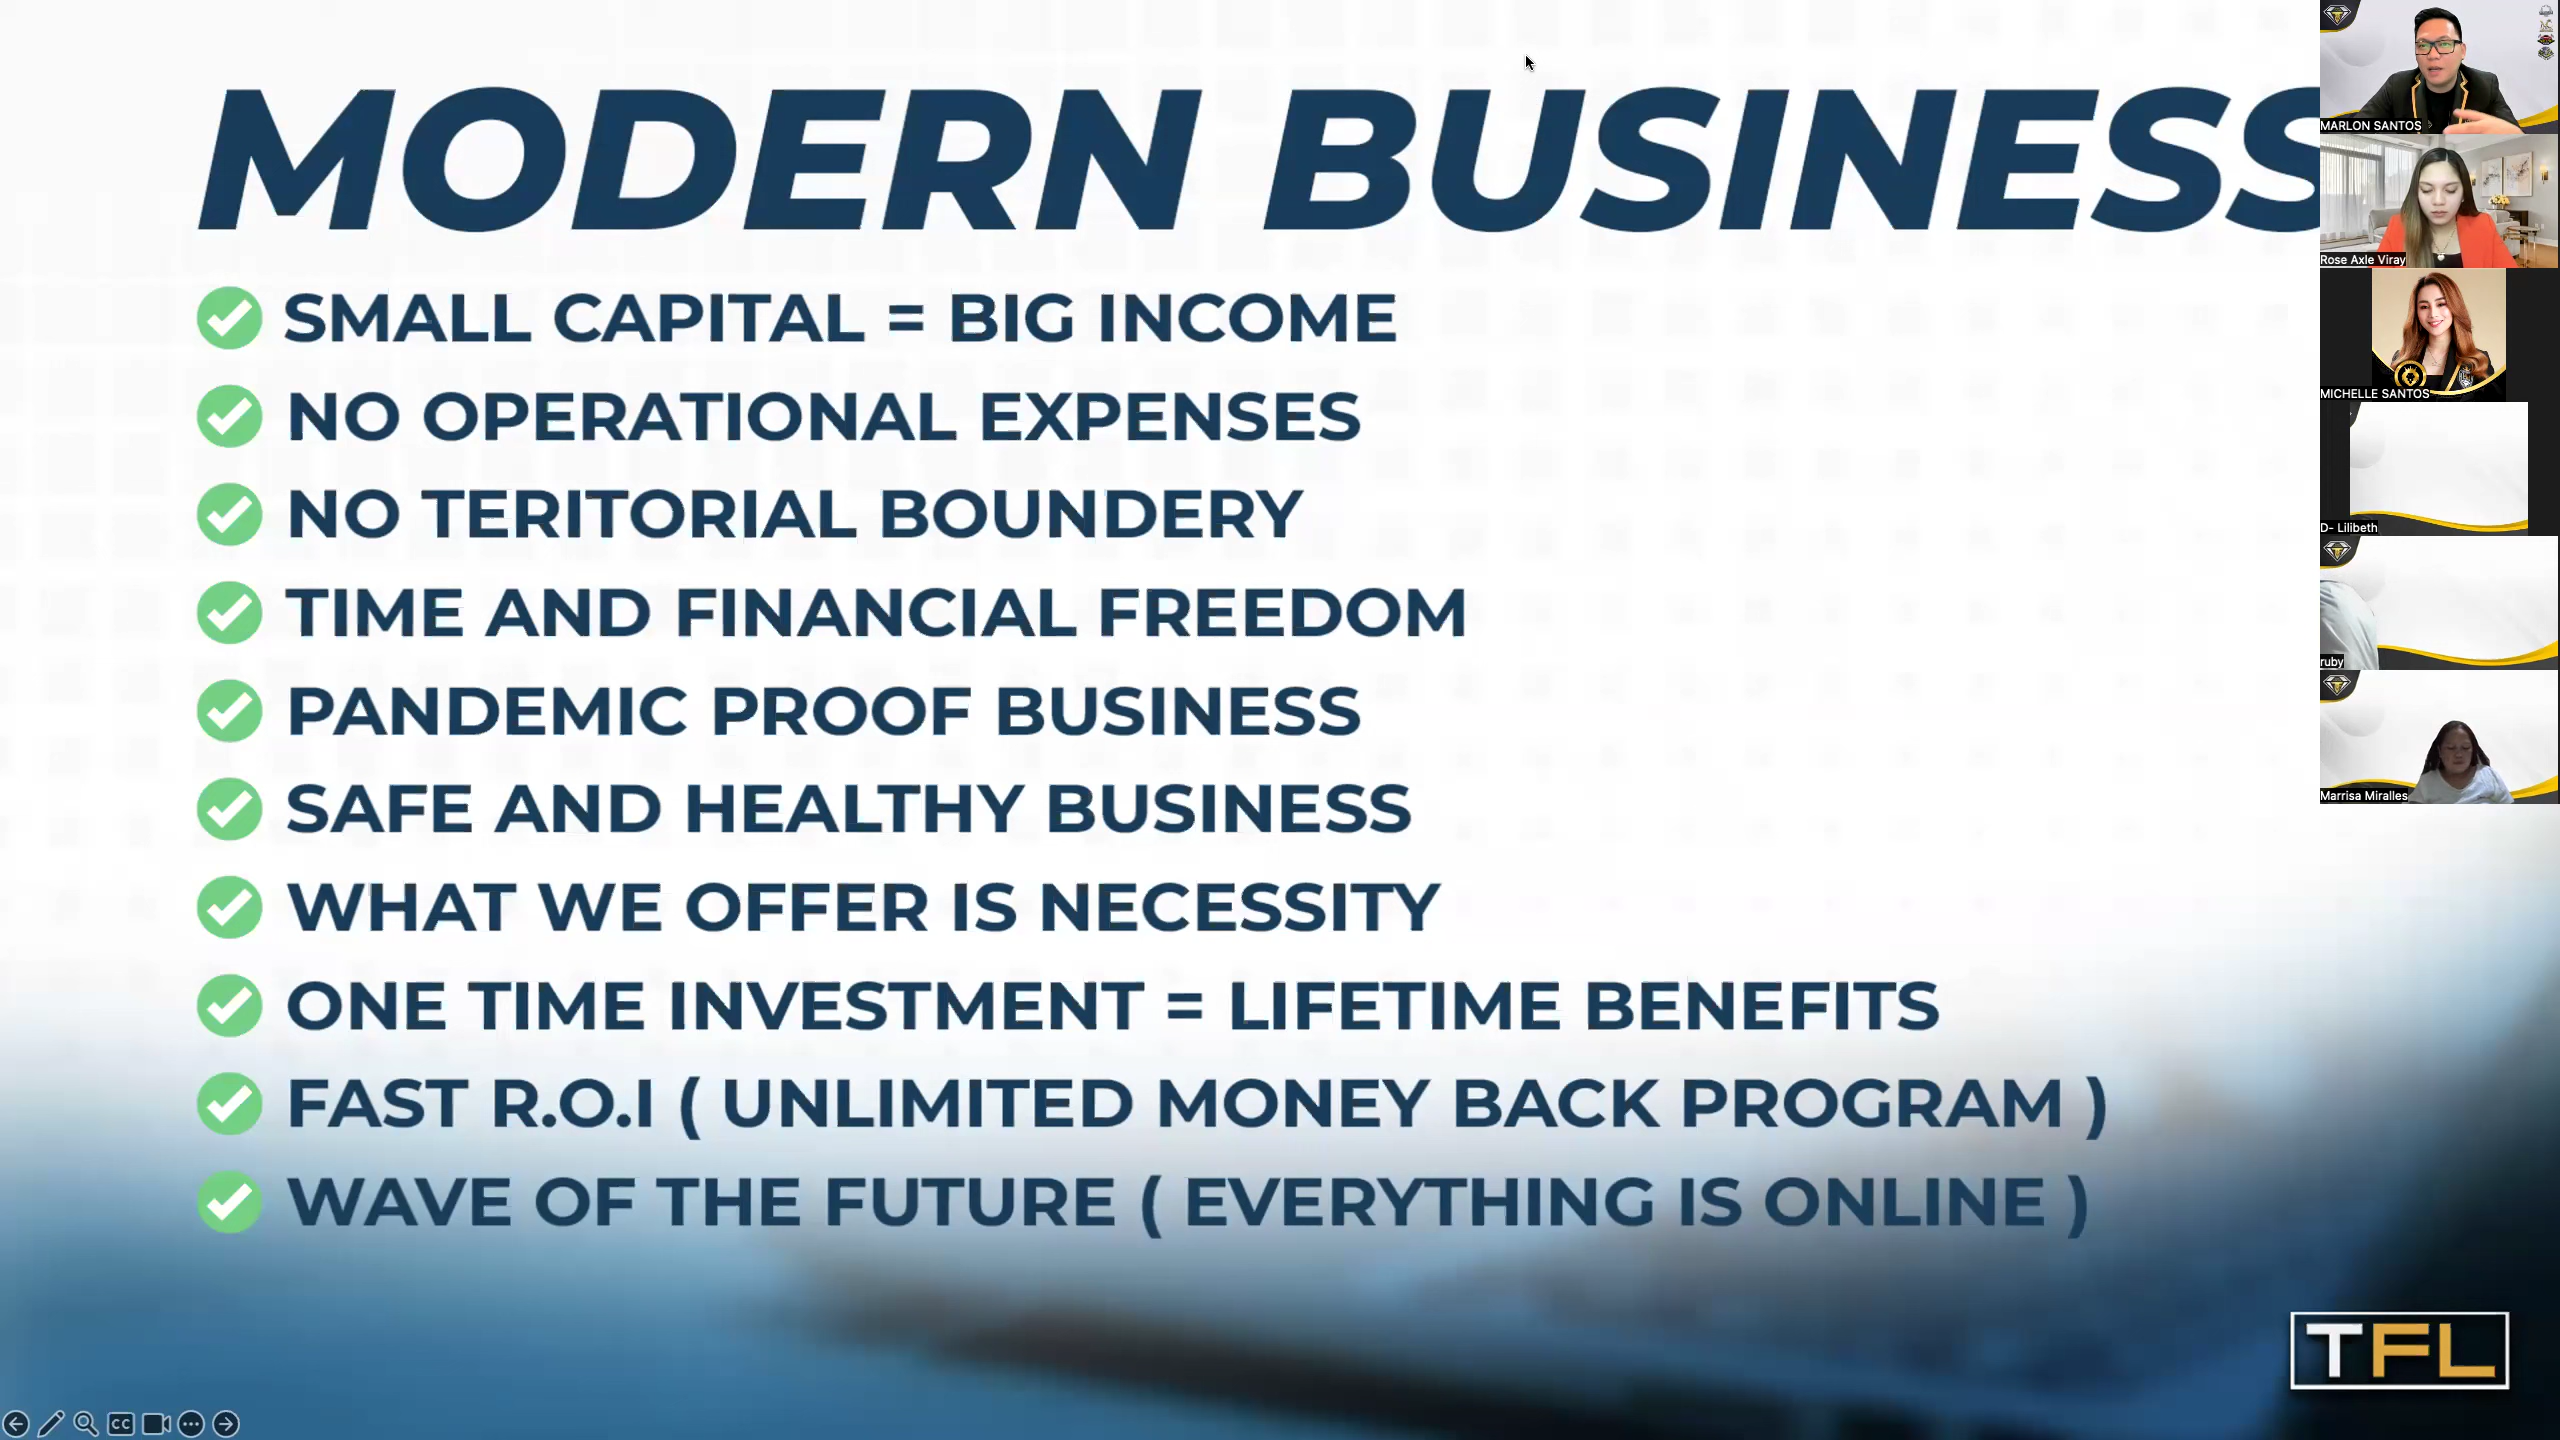 MODERN BUSINESS
SMALL CAPITAL = BIG INCOME
NO OPERATIONAL EXPENSES
NO TERITORIAL BOUNDERY
TIME AND FINANCIAL FREEDOM
PANDEMIC PROOF BUSINESS
SAFE AND HEALTHY BUSINESS
WHAT WE OFFER IS NECESSITY
ONE TIME INVESTMENT = LIFETIME BENEFITS
FAST R.O.I ( UNLIMITED MONEY BACK PROGRAM )
WAVE OF THE FUTURE ( EVERYTHING IS ONLINE )
MARLON SANTOS
Rose Axle Viray
MICHELLE SANTOS
D- Lilibeth
ruby
Marrisa Miralles
TFL
CC